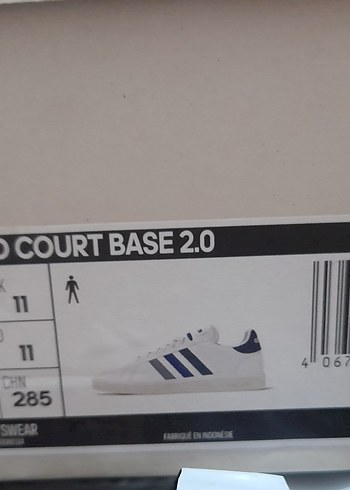 D COURT BASE 2.0
11
11
CHN
285
SWEAR
FABRIQUÉ EN INDONÉSIE
4 067